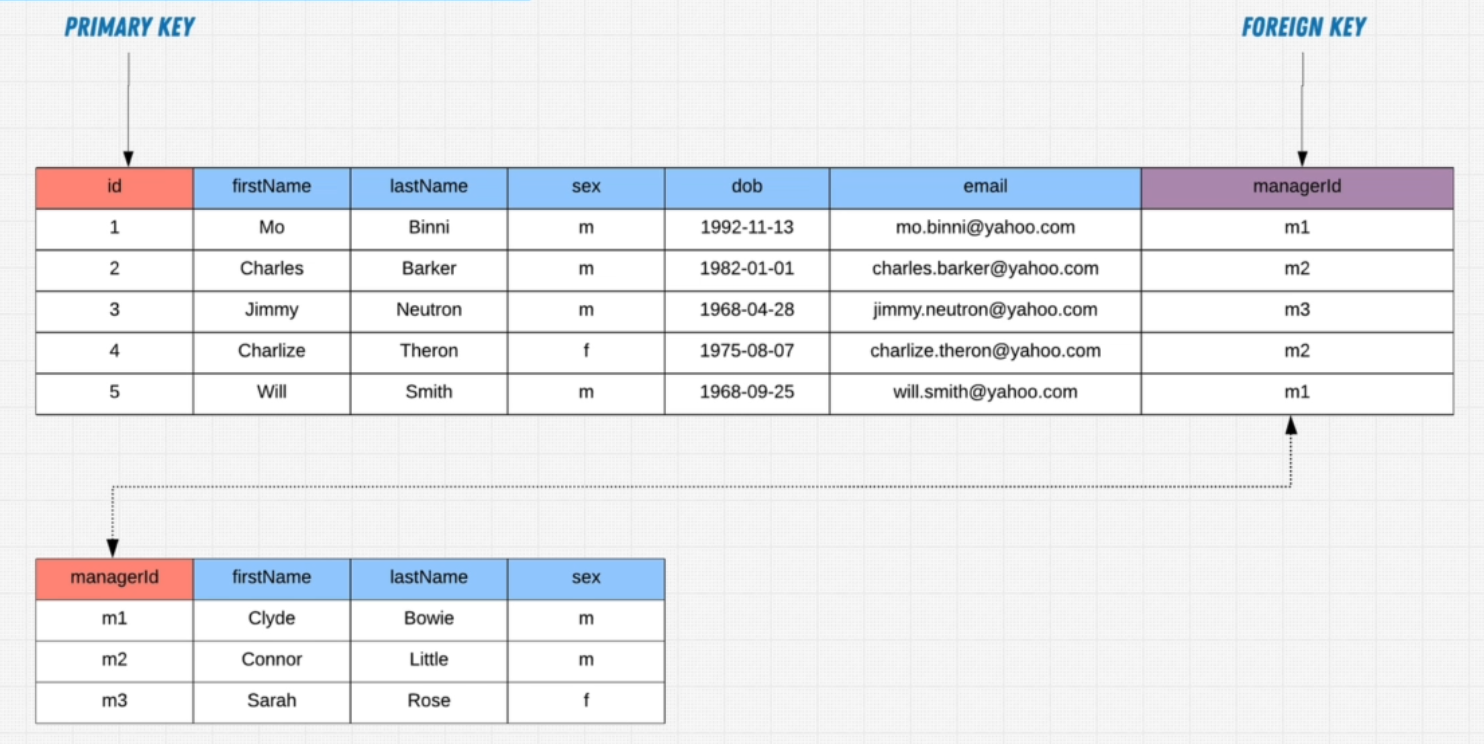 PRIMARY KEY FOREIGN KEY
id firstName lastName sex dob email managerId
1 Mo Binni m 1992-11-13 mo.binni@yahoo.com m1
2 Charles Barker m 1982-01-01 charles.barker@yahoo.com m2
3 Jimmy Neutron m 1968-04-28 jimmy.neutron@yahoo.com m3
4 Charlize Theron f 1975-08-07 charlize.theron@yahoo.com m2
5 Will Smith m 1968-09-25 will.smith@yahoo.com m1
managerId firstName lastName sex
m1 Clyde Bowie m
m2 Connor Little m
m3 Sarah Rose f